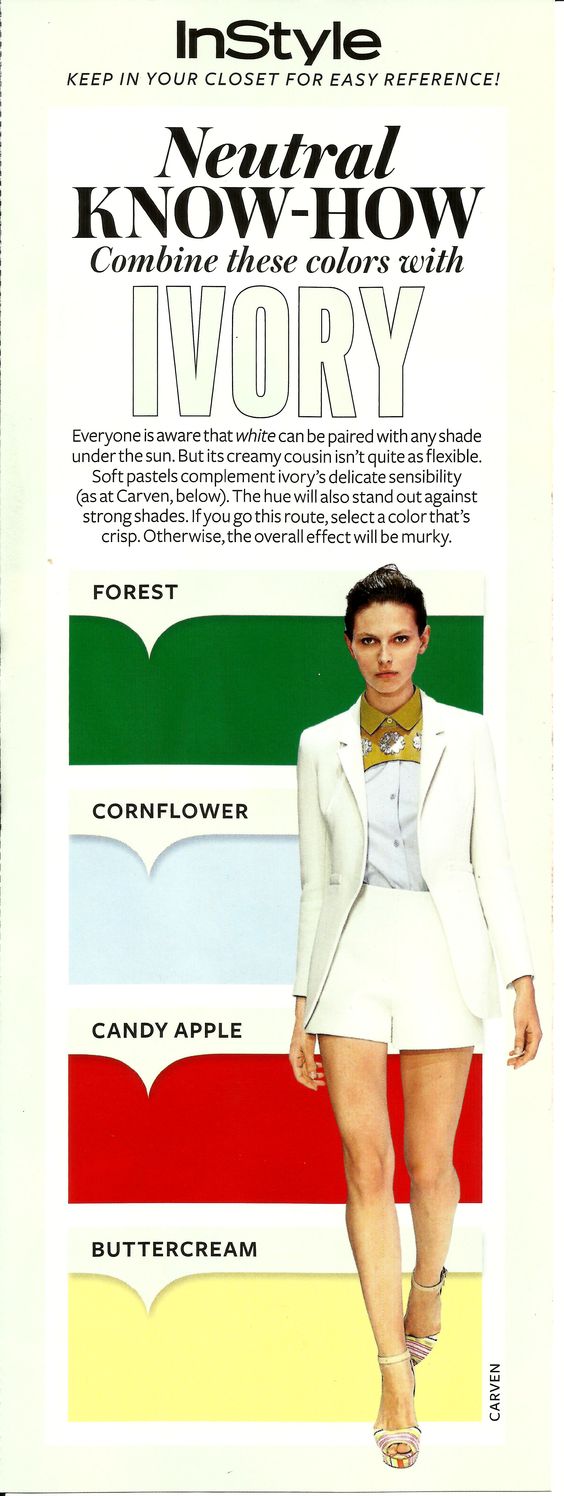 InStyle
KEEP IN YOUR CLOSET FOR EASY REFERENCE!
Neutral
KNOW-HOW
Combine these colors with
IVORY
Everyone is aware that white can be paired with any shade
under the sun. But its creamy cousin isn't quite as flexible.
Soft pastels complement ivory's delicate sensibility
(as at Carven, below). The hue will also stand out against
strong shades. If you go this route, select a color that's
crisp. Otherwise, the overall effect will be murky.
FOREST
CORNFLOWER
CANDY APPLE
BUTTERCREAM
CARVEN